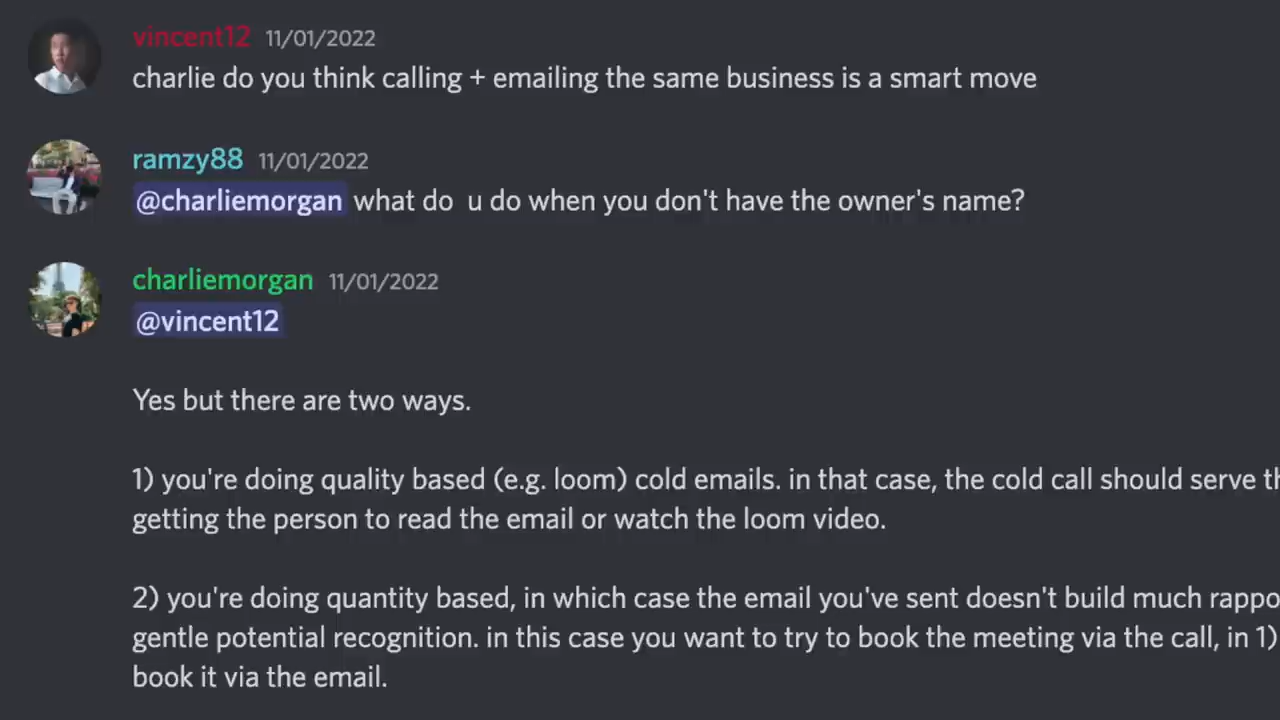 vincent12 11/01/2022
charlie do you think calling + emailing the same business is a smart move
ramzy88 11/01/2022
@charliemorgan what do u do when you don't have the owner's name?
charliemorgan 11/01/2022
@vincent12
Yes but there are two ways.
1) you're doing quality based (e.g. loom) cold emails. in that case, the cold call should serve
getting the person to read the email or watch the loom video.
2) you're doing quantity based, in which case the email you've sent doesn't build much
gentle potential recognition. in this case you want to try to book the meeting via the call, in 1)
book it via the email.